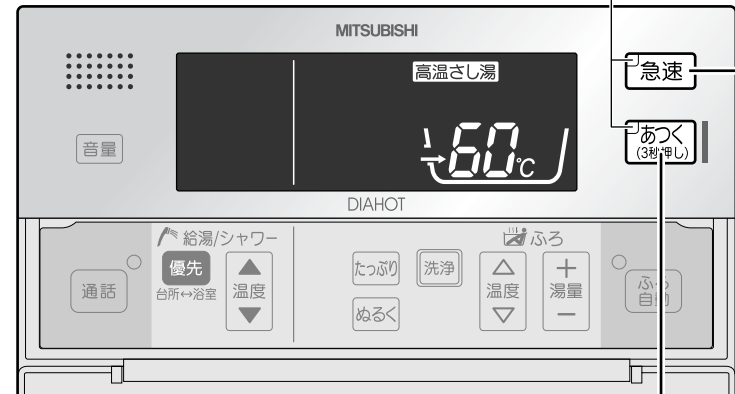 MITSUBISHI
高温さし湯
急速
60℃
あつく
(3秒押し)
音量
DIAHOT
給湯/シャワー
ふろ
優先
たっぷり
洗浄
通話
台所↔浴室
温度
温度
湯量
ふろ
自動
ぬるく